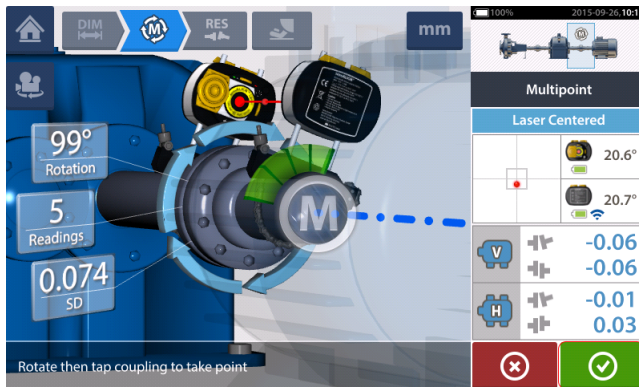 DIM
RES
mm
100%
2015-09-26,
Multipoint
Laser Centered
99°
Rotation
20.6°
5
Readings
20.7°
0.074
SD
M
V
-0.06
-0.06
H
-0.01
0.03
Rotate then tap coupling to take point